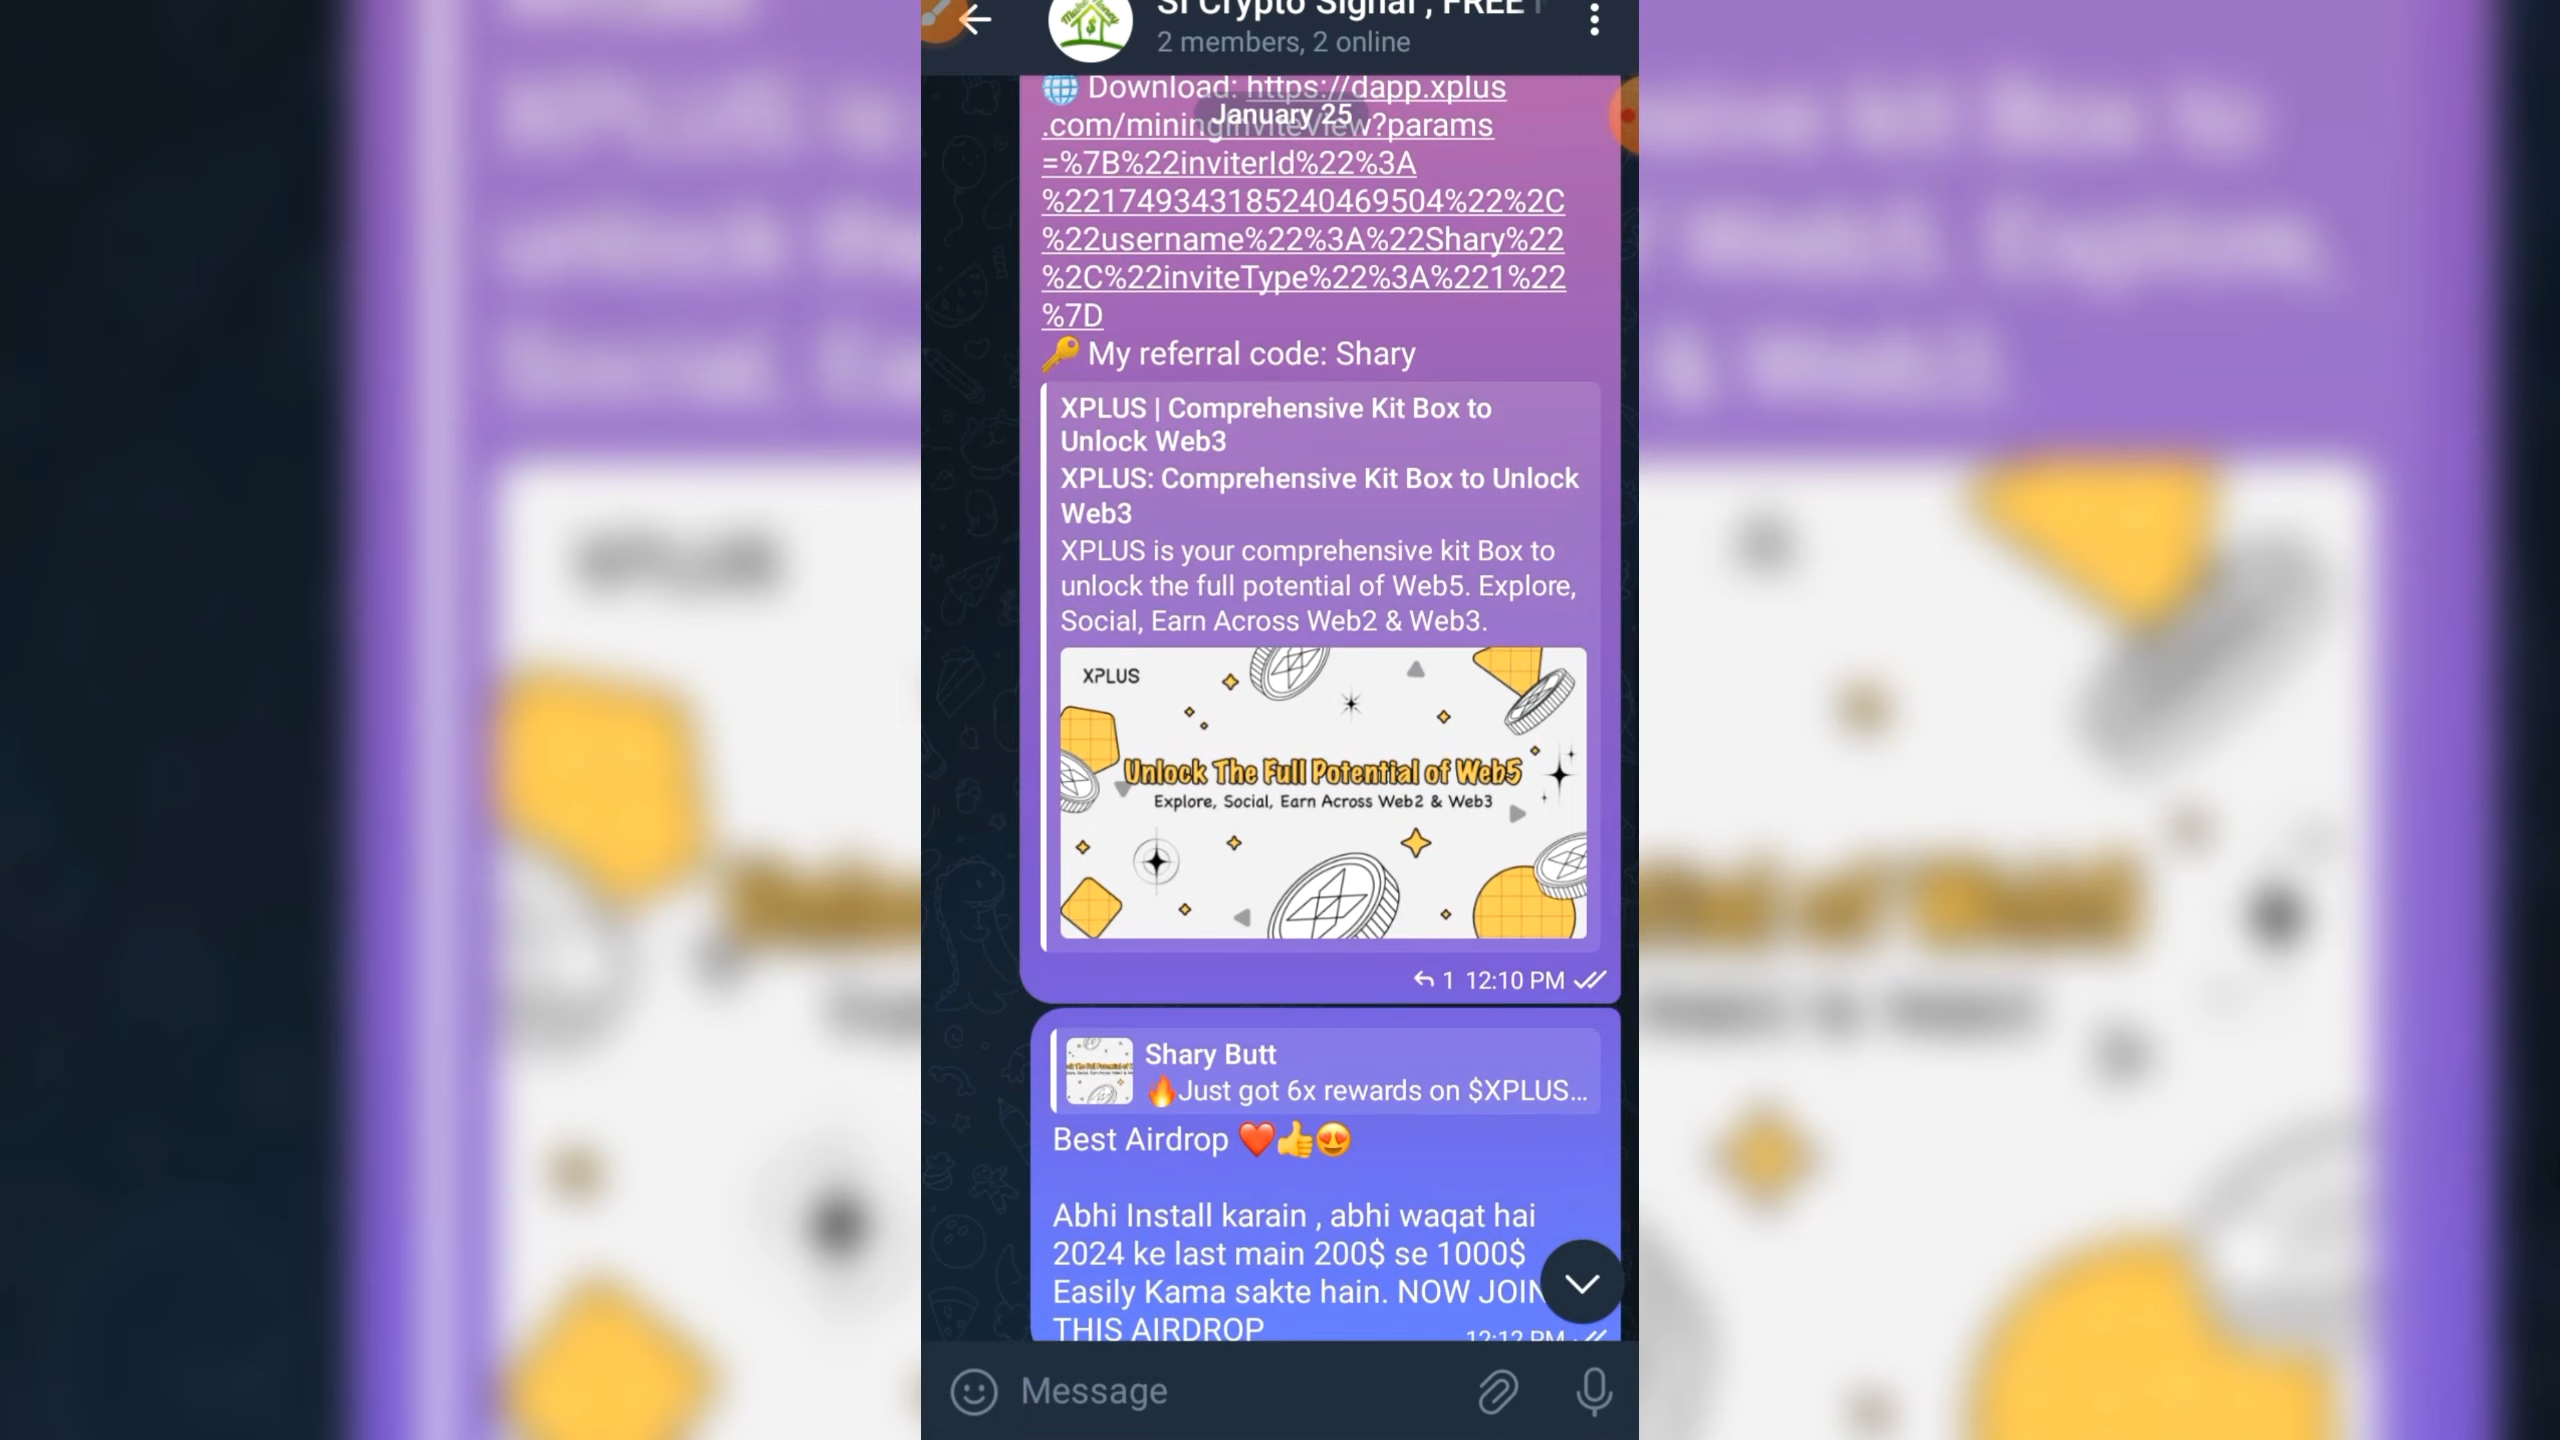 SI Crypto Signal , FREE
2 members, 2 online
🌐 Download: https://dapp.xplus
January 25
.com/mininginviteView?params
=%7B%22inviterId%22%3A
%221749343185240469504%22%2C
%22username%22%3A%22Shary%22
%2C%22inviteType%22%3A%221%22
%7D
🔑 My referral code: Shary
XPLUS | Comprehensive Kit Box to
Unlock Web3
XPLUS: Comprehensive Kit Box to Unlock
Web3
XPLUS is your comprehensive kit Box to
unlock the full potential of Web5. Explore,
Social, Earn Across Web2 & Web3.
XPLUS
Unlock The Full Potential of Web5
Explore, Social, Earn Across Web2 & Web3
1 12:10 PM
Shary Butt
🔥Just got 6x rewards on $XPLUS...
Best Airdrop ❤️👍😍
Abhi Install karain , abhi waqat hai
2024 ke last main 200$ se 1000$
Easily Kama sakte hain. NOW JOIN
THIS AIRDROP
12:12 PM
Message